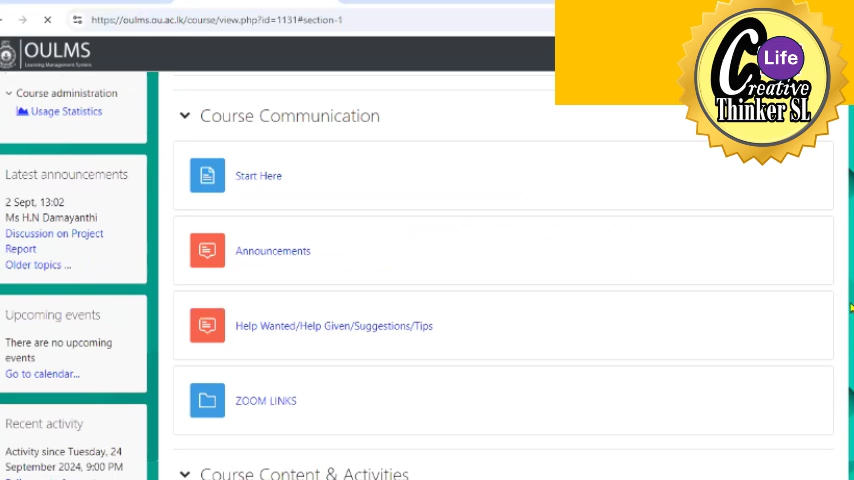 https://oulms.ou.ac.lk/course/view.php?id=1131#section-1
OULMS
Learning Management System
Life
Creative
Thinker SL
Course administration
Usage Statistics
Latest announcements
2 Sept, 13:02
Ms H.N Damayanthi
Discussion on Project
Report
Older topics ...
Upcoming events
There are no upcoming
events
Go to calendar...
Recent activity
Activity since Tuesday, 24
September 2024, 9:00 PM
Course Communication
Start Here
Announcements
Help Wanted/Help Given/Suggestions/Tips
ZOOM LINKS
Course Content & Activities